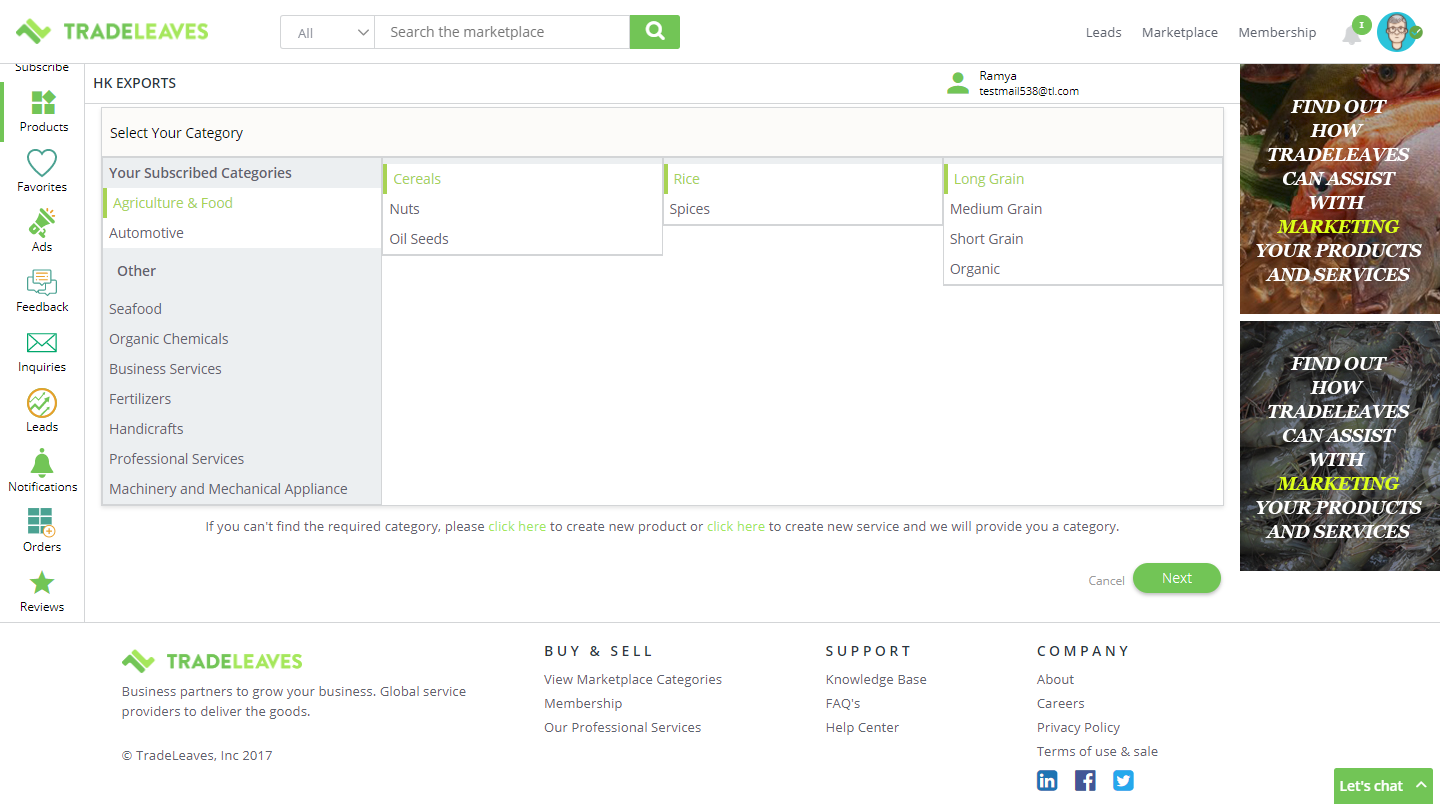 TRADELEAVES
All
Search the marketplace
Leads
Marketplace
Membership
1
Subscribe
Products
Favorites
Ads
Feedback
Inquiries
Leads
Notifications
Orders
Reviews
HK EXPORTS
Ramya
testmail538@tl.com
Select Your Category
Your Subscribed Categories
Agriculture & Food
Automotive
Other
Seafood
Organic Chemicals
Business Services
Fertilizers
Handicrafts
Professional Services
Machinery and Mechanical Appliance
Cereals
Nuts
Oil Seeds
Rice
Spices
Long Grain
Medium Grain
Short Grain
Organic
If you can't find the required category, please click here to create new product or click here to create new service and we will provide you a category.
Cancel
Next
FIND OUT
HOW
TRADELEAVES
CAN ASSIST
WITH
MARKETING
YOUR PRODUCTS
AND SERVICES
FIND OUT
HOW
TRADELEAVES
CAN ASSIST
WITH
MARKETING
YOUR PRODUCTS
AND SERVICES
TRADELEAVES
Business partners to grow your business. Global service
providers to deliver the goods.
© TradeLeaves, Inc 2017
BUY & SELL
View Marketplace Categories
Membership
Our Professional Services
SUPPORT
Knowledge Base
FAQ's
Help Center
COMPANY
About
Careers
Privacy Policy
Terms of use & sale
Let's chat